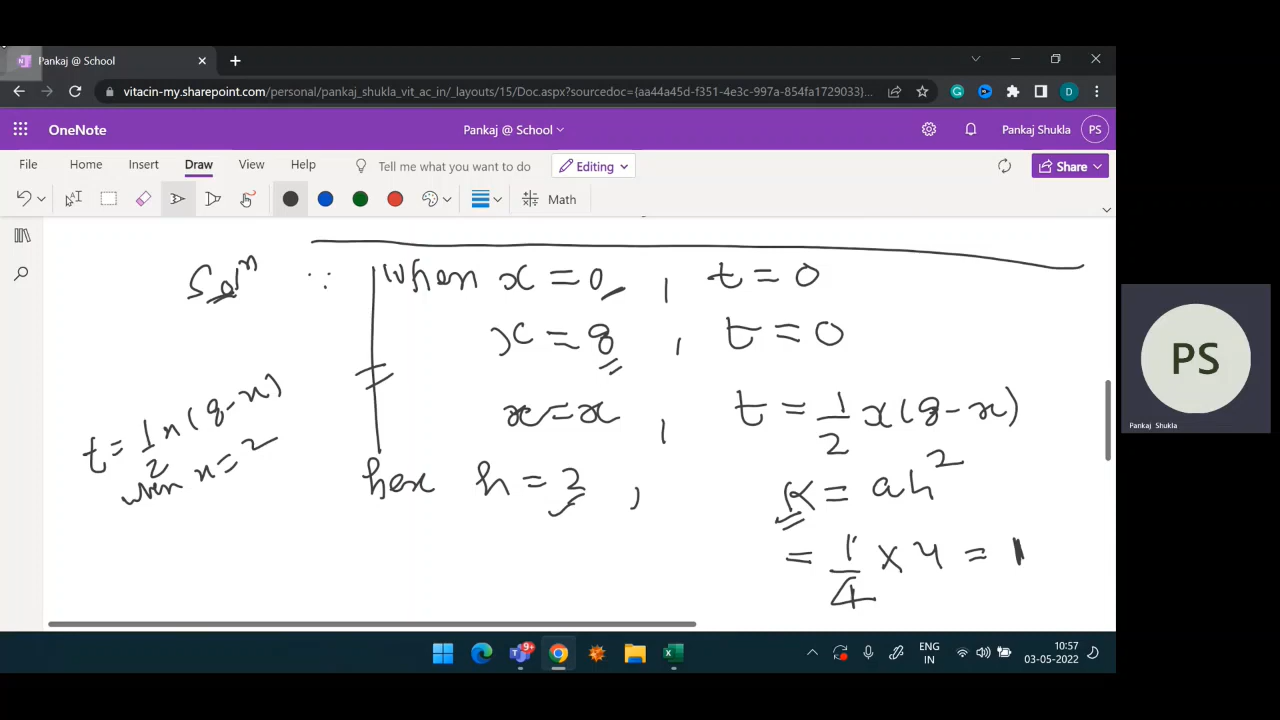 Pankaj @ School
vitacin-my.sharepoint.com/personal/pankaj_shukla_vit_ac_in/_layouts/15/Doc.aspx?sourcedoc={aa44a45d-f351-4e3c-997a-854fa1729033}...
D
OneNote
Pankaj @ School
Pankaj Shukla
PS
File Home Insert Draw View Help
Tell me what you want to do
Editing
Share
Math
Solⁿ ∵ when x = 0, t = 0
x = 8, t = 0
x = x, t = 1/2 x(8-x)
t = 1/2 x(8-x)
when x = 2
here h = 2, K = ah²
= 1/4 × 4 = 1
PS
Pankaj Shukla
9+
ENG
IN
10:57
03-05-2022